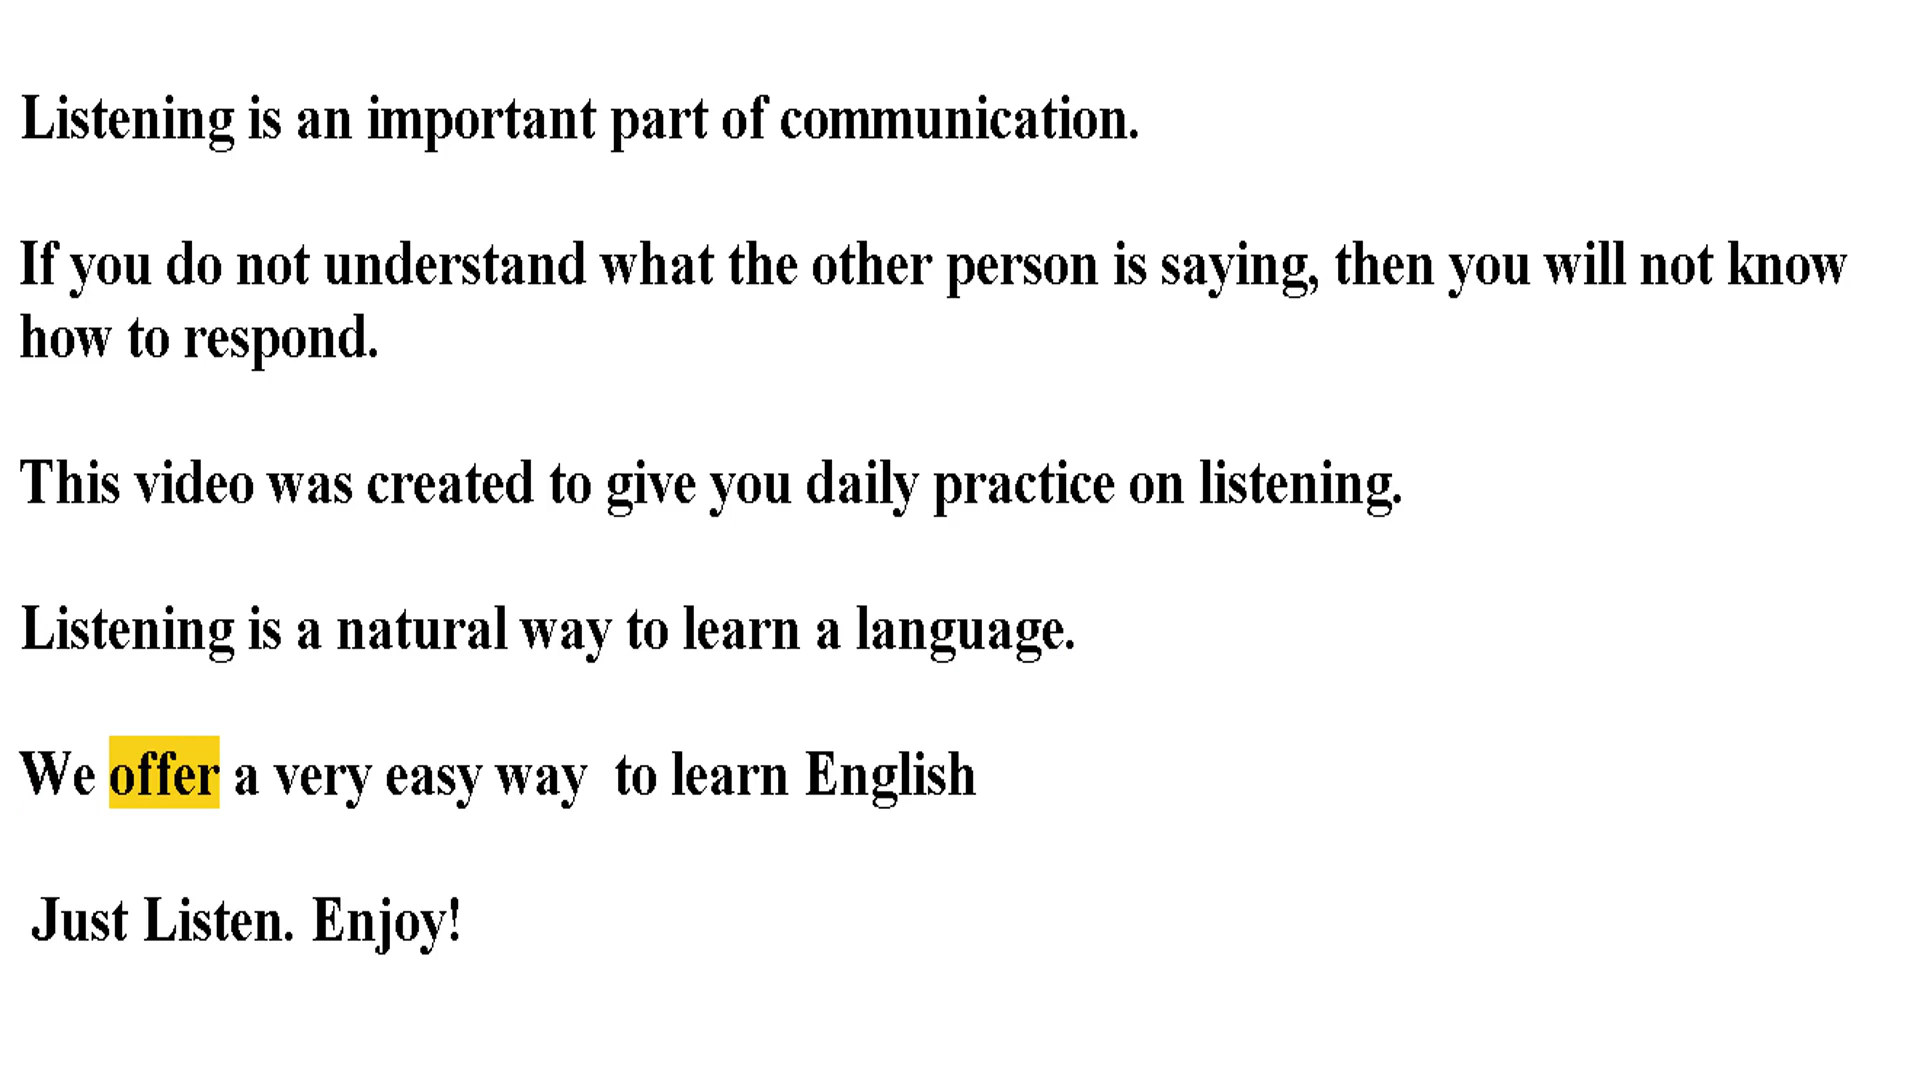 Listening is an important part of communication.
If you do not understand what the other person is saying, then you will not know
how to respond.
This video was created to give you daily practice on listening.
Listening is a natural way to learn a language.
We offer a very easy way  to learn English
Just Listen. Enjoy!